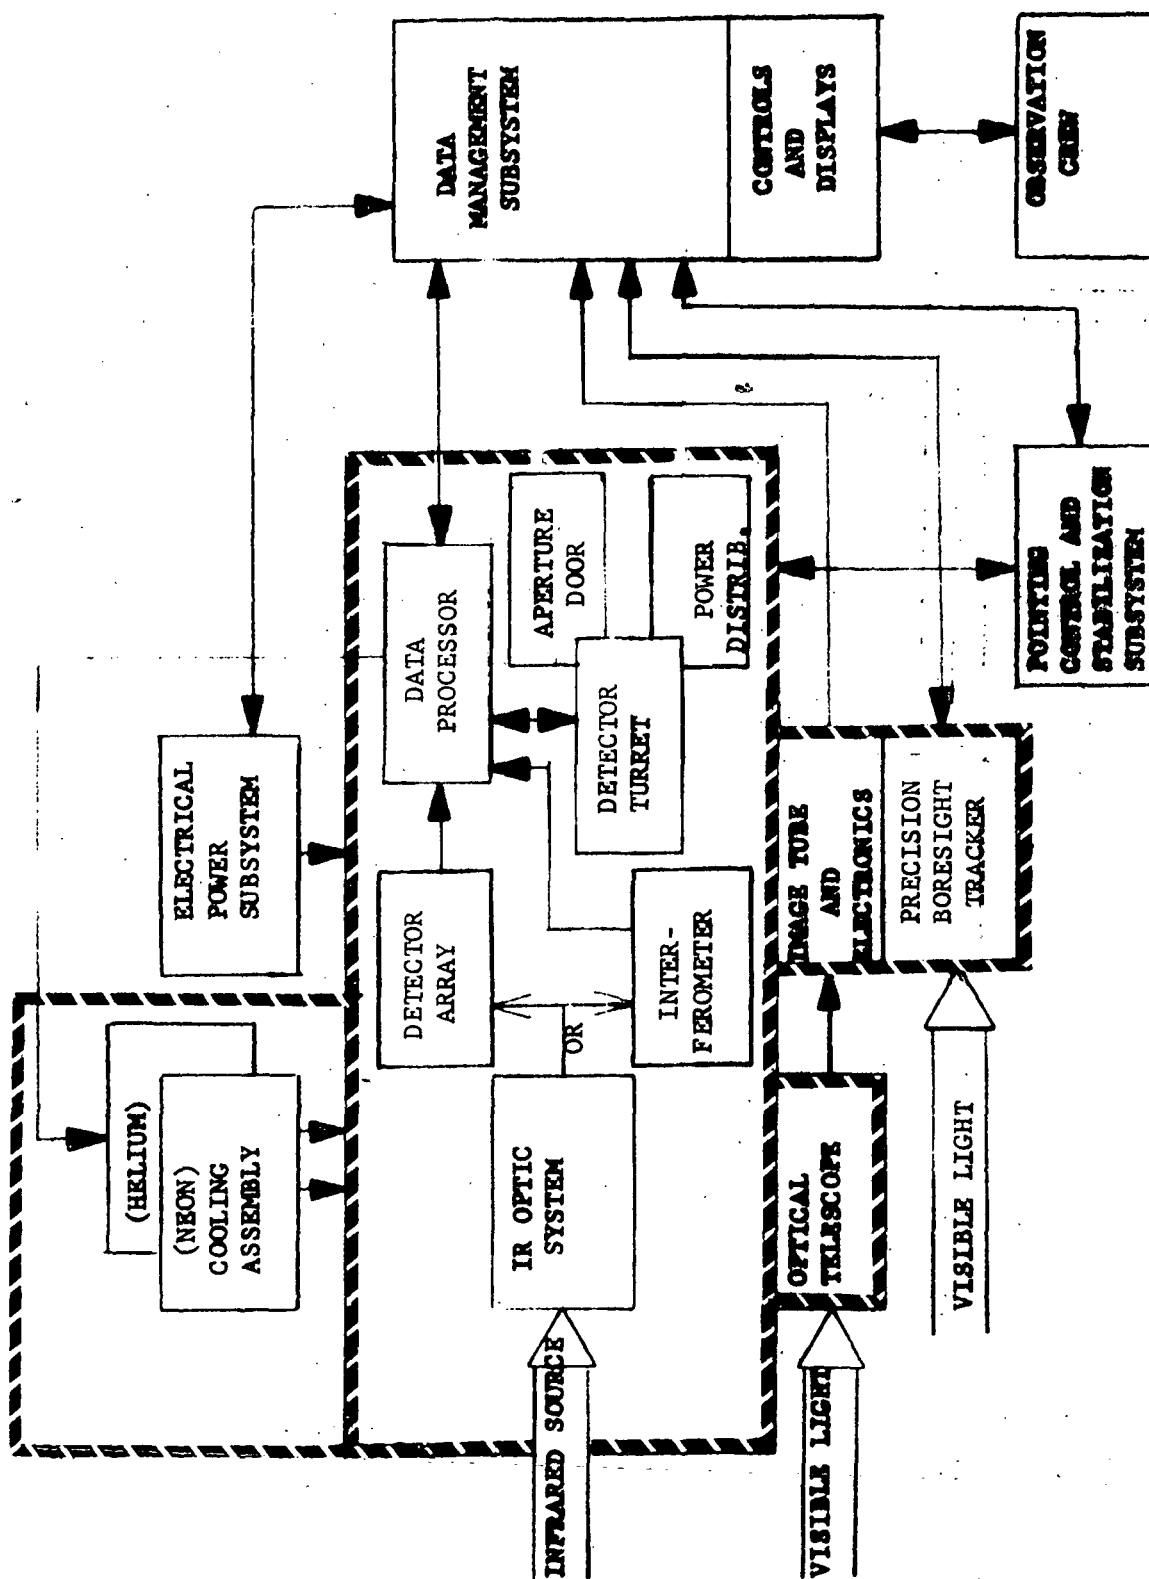 (HELIUM)
(NEON)
COOLING
ASSEMBLY
ELECTRICAL
POWER
SUBSYSTEM
DATA
MANAGEMENT
SUBSYSTEM
CONTROLS
AND
DISPLAYS
OBSERVATION
CREW
INFRARED SOURCE
IR OPTIC
SYSTEM
OR
DETECTOR
ARRAY
INTER-
FEROMETER
DATA
PROCESSOR
DETECTOR
TURRET
APERTURE
DOOR
POWER
DISTRIB.
VISIBLE LIGHT
OPTICAL
TELESCOPE
IMAGE TUBE
AND
ELECTRONICS
PRECISION
BORESIGHT
TRACKER
VISIBLE LIGHT
POINTING
CONTROL AND
STABILIZATION
SUBSYSTEM